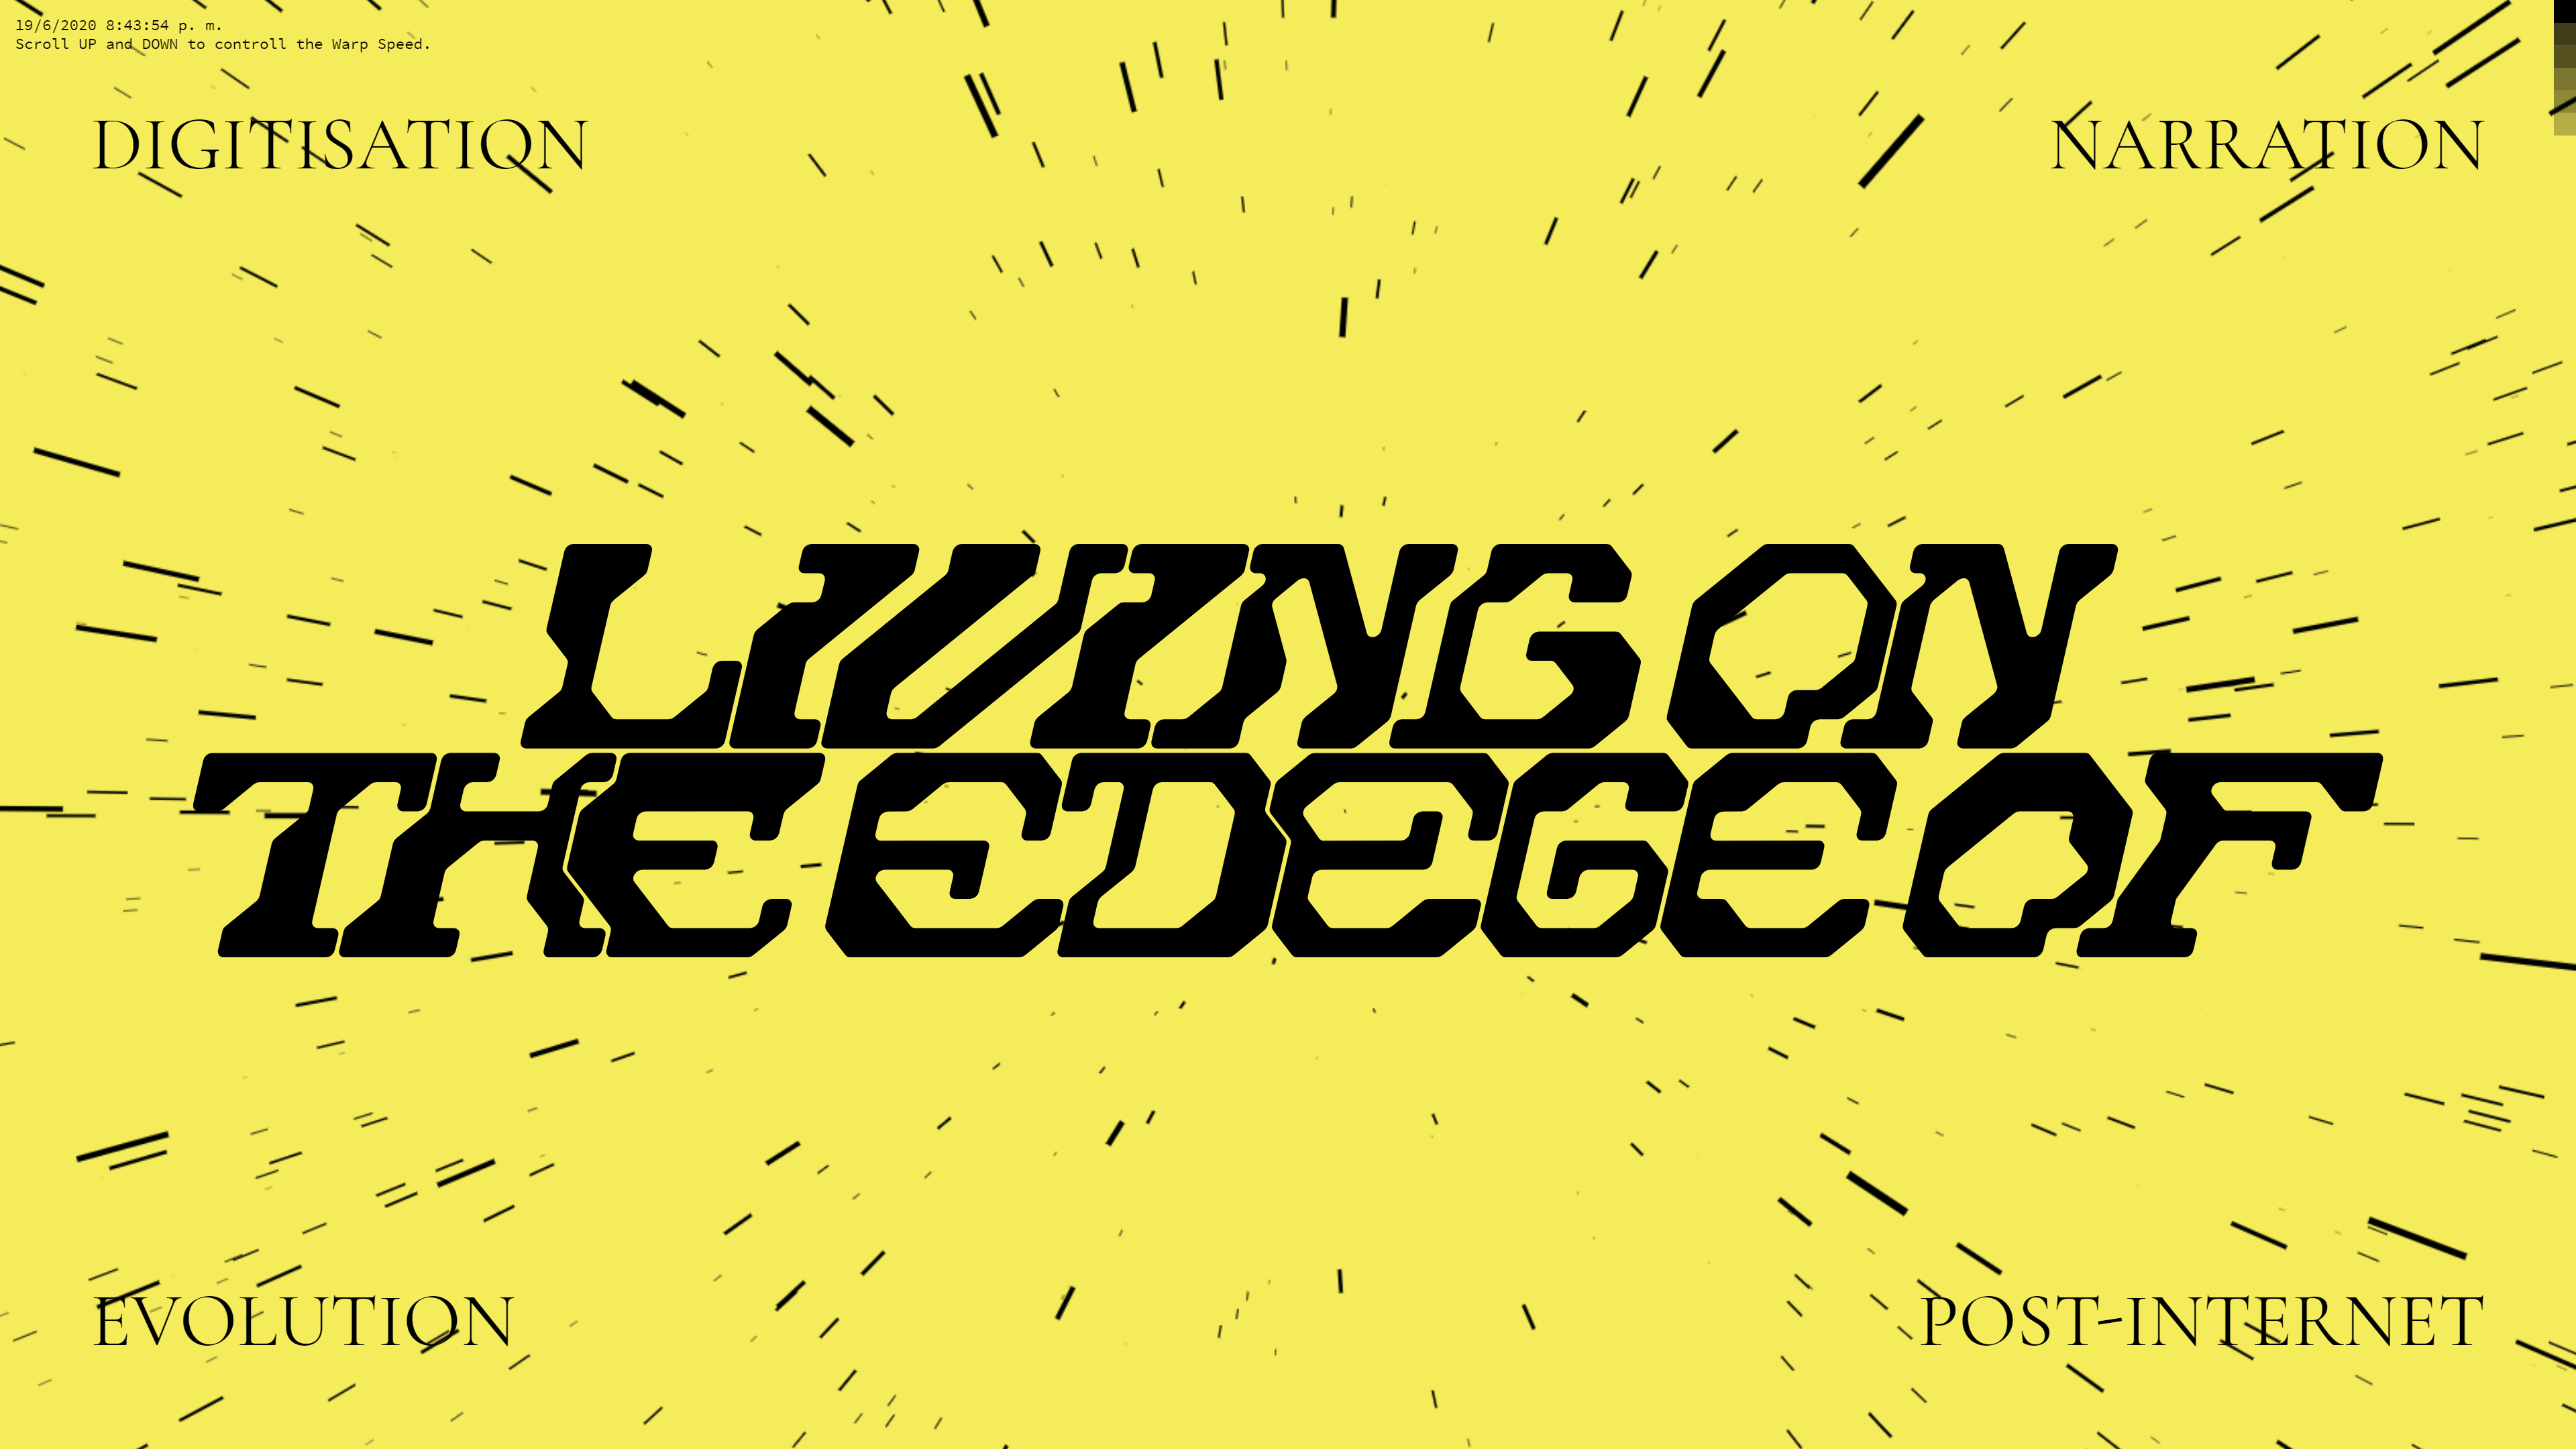 19/6/2020 8:43:54 p. m.
Scroll UP and DOWN to controll the Warp Speed.
DIGITISATION
NARRATION
LIVING ON
THE EDEGE OF
EVOLUTION
POST-INTERNET